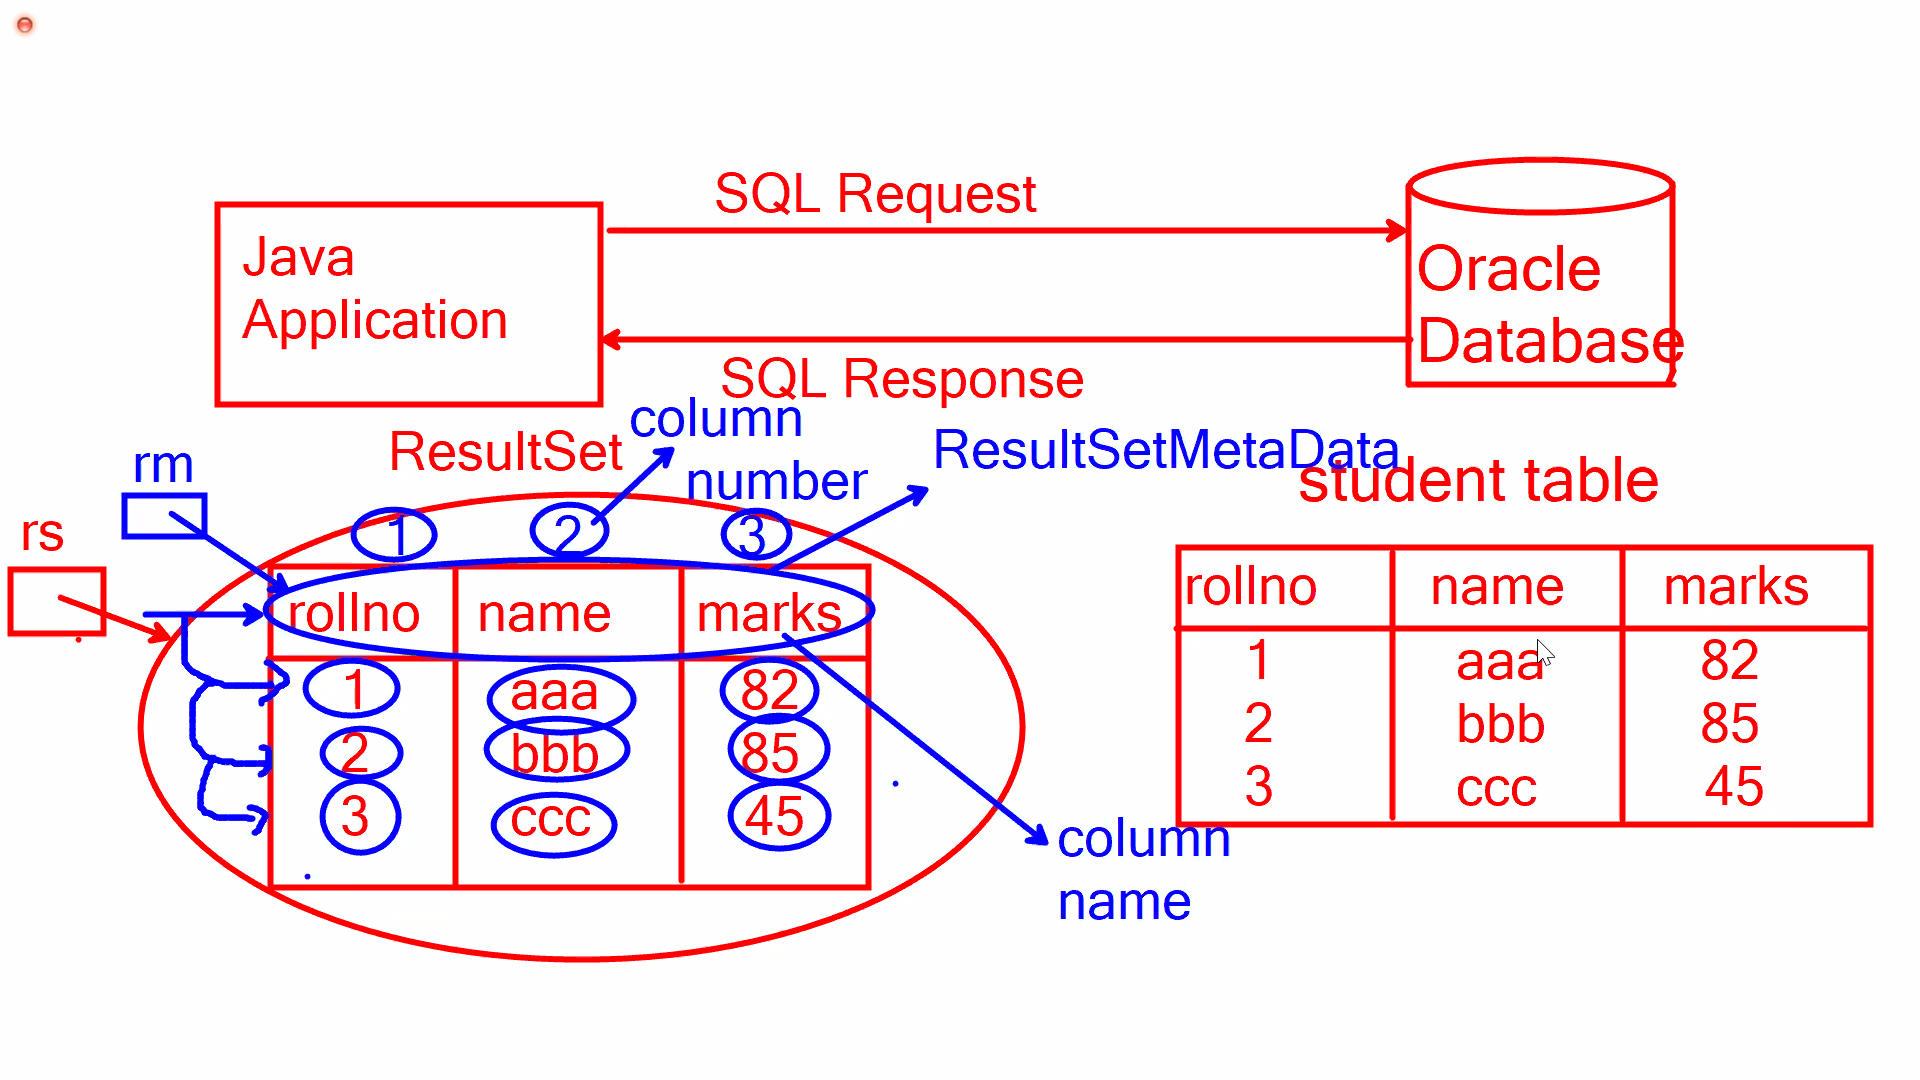 SQL Request
Java
Application
Oracle
Database
SQL Response
ResultSet
column
number
ResultSetMetaData
student table
rm
rs
1 2 3
rollno name marks
1 aaa 82
2 bbb 85
3 ccc 45
rollno name marks
1 aaa 82
2 bbb 85
3 ccc 45
column
name